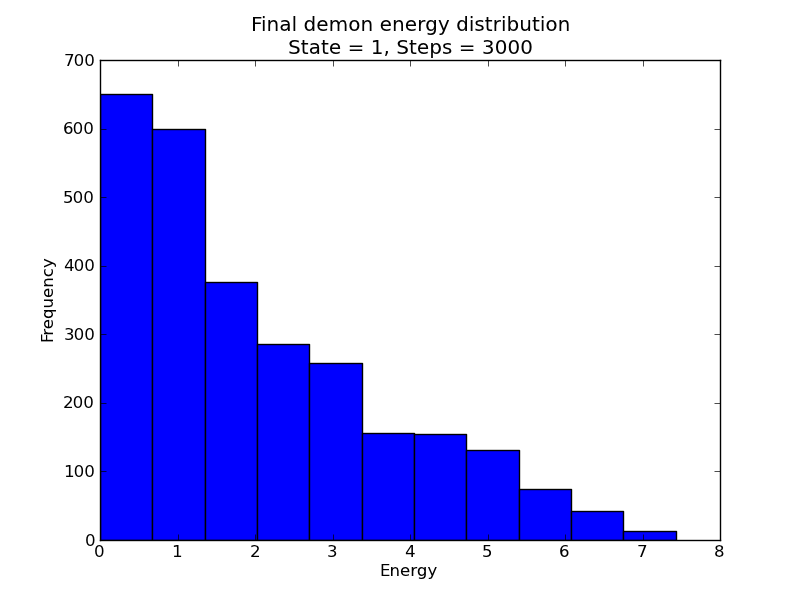 Final demon energy distribution
State = 1, Steps = 3000
700
600
500
400
300
200
100
0
Frequency
0 1 2 3 4 5 6 7 8
Energy